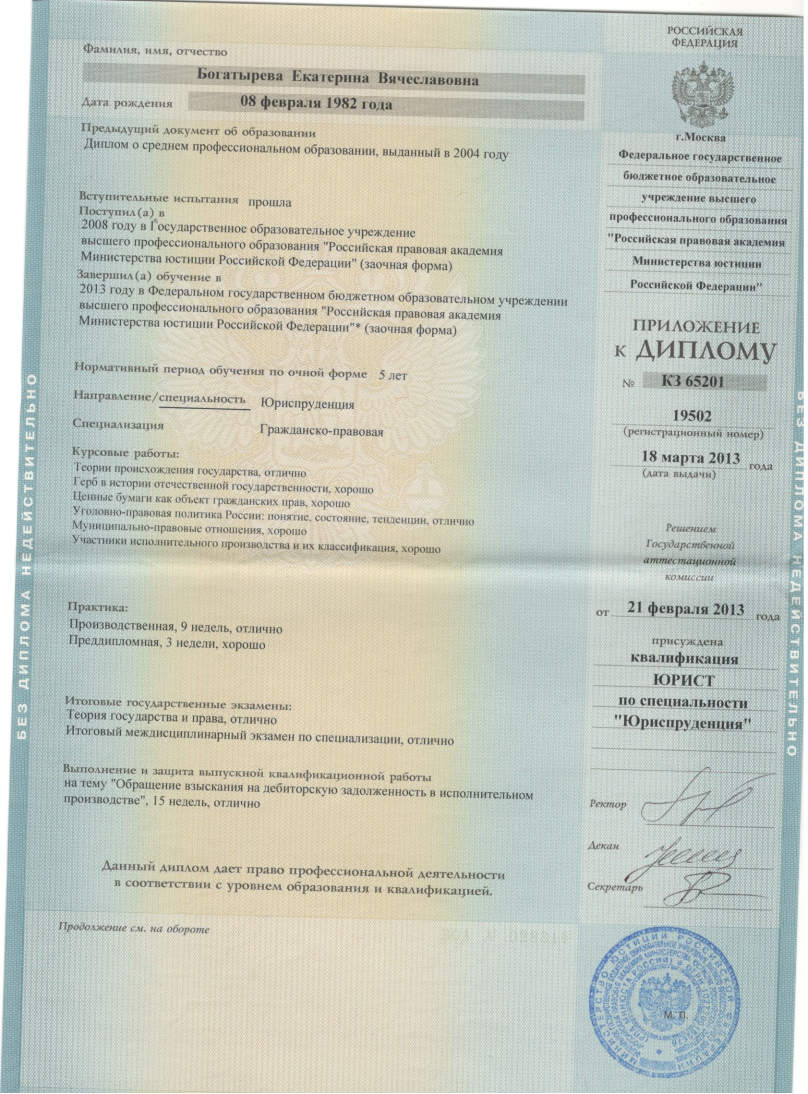 Фамилия, имя, отчество
Богатырева Екатерина Вячеславовна
Дата рождения 08 февраля 1982 года
Предыдущий документ об образовании
Диплом о среднем профессиональном образовании, выданный в 2004 году
Вступительные испытания прошла
Поступил(а) в
2008 году в Государственное образовательное учреждение
высшего профессионального образования "Российская правовая академия
Министерства юстиции Российской Федерации" (заочная форма)
Завершил(а) обучение в
2013 году в Федеральном государственном бюджетном образовательном учреждении
высшего профессионального образования "Российская правовая академия
Министерства юстиции Российской Федерации"* (заочная форма)
Нормативный период обучения по очной форме 5 лет
Направление/специальность Юриспруденция
Специализация Гражданско-правовая
Курсовые работы:
Теории происхождения государства, отлично
Герб в истории отечественной государственности, хорошо
Ценные бумаги как объект гражданских прав, хорошо
Уголовно-правовая политика России: понятие, состояние, тенденции, отлично
Муниципально-правовые отношения, хорошо
Участники исполнительного производства и их классификация, хорошо
Практика:
Производственная, 9 недель, отлично
Преддипломная, 3 недели, хорошо
Итоговые государственные экзамены:
Теория государства и права, отлично
Итоговый междисциплинарный экзамен по специализации, отлично
Выполнение и защита выпускной квалификационной работы
на тему "Обращение взыскания на дебиторскую задолженность в исполнительном
производстве", 15 недель, отлично
Данный диплом дает право профессиональной деятельности
в соответствии с уровнем образования и квалификацией.
Продолжение см. на обороте
РОССИЙСКАЯ
ФЕДЕРАЦИЯ
г.Москва
Федеральное государственное
бюджетное образовательное
учреждение высшего
профессионального образования
"Российская правовая академия
Министерства юстиции
Российской Федерации"
ПРИЛОЖЕНИЕ
к ДИПЛОМУ
№ КЗ 65201
19502
(регистрационный номер)
18 марта 2013 года
(дата выдачи)
Решением
Государственной
аттестационной
комиссии
от 21 февраля 2013 года
присуждена
квалификация
ЮРИСТ
по специальности
"Юриспруденция"
Ректор
Декан
Секретарь
М. П.
БЕЗ ДИПЛОМА НЕДЕЙСТВИТЕЛЬНО
БЕЗ ДИПЛОМА НЕДЕЙСТВИТЕЛЬНО